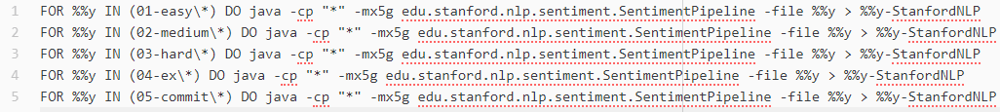 1 FOR %%y IN (01-easy\*) DO java -cp "*" -mx5g edu.stanford.nlp.sentiment.SentimentPipeline -file %%y > %%y-StanfordNLP
2 FOR %%y IN (02-medium\*) DO java -cp "*" -mx5g edu.stanford.nlp.sentiment.SentimentPipeline -file %%y > %%y-StanfordNLP
3 FOR %%y IN (03-hard\*) DO java -cp "*" -mx5g edu.stanford.nlp.sentiment.SentimentPipeline -file %%y > %%y-StanfordNLP
4 FOR %%y IN (04-ex\*) DO java -cp "*" -mx5g edu.stanford.nlp.sentiment.SentimentPipeline -file %%y > %%y-StanfordNLP
5 FOR %%y IN (05-commit\*) DO java -cp "*" -mx5g edu.stanford.nlp.sentiment.SentimentPipeline -file %%y > %%y-StanfordNLP